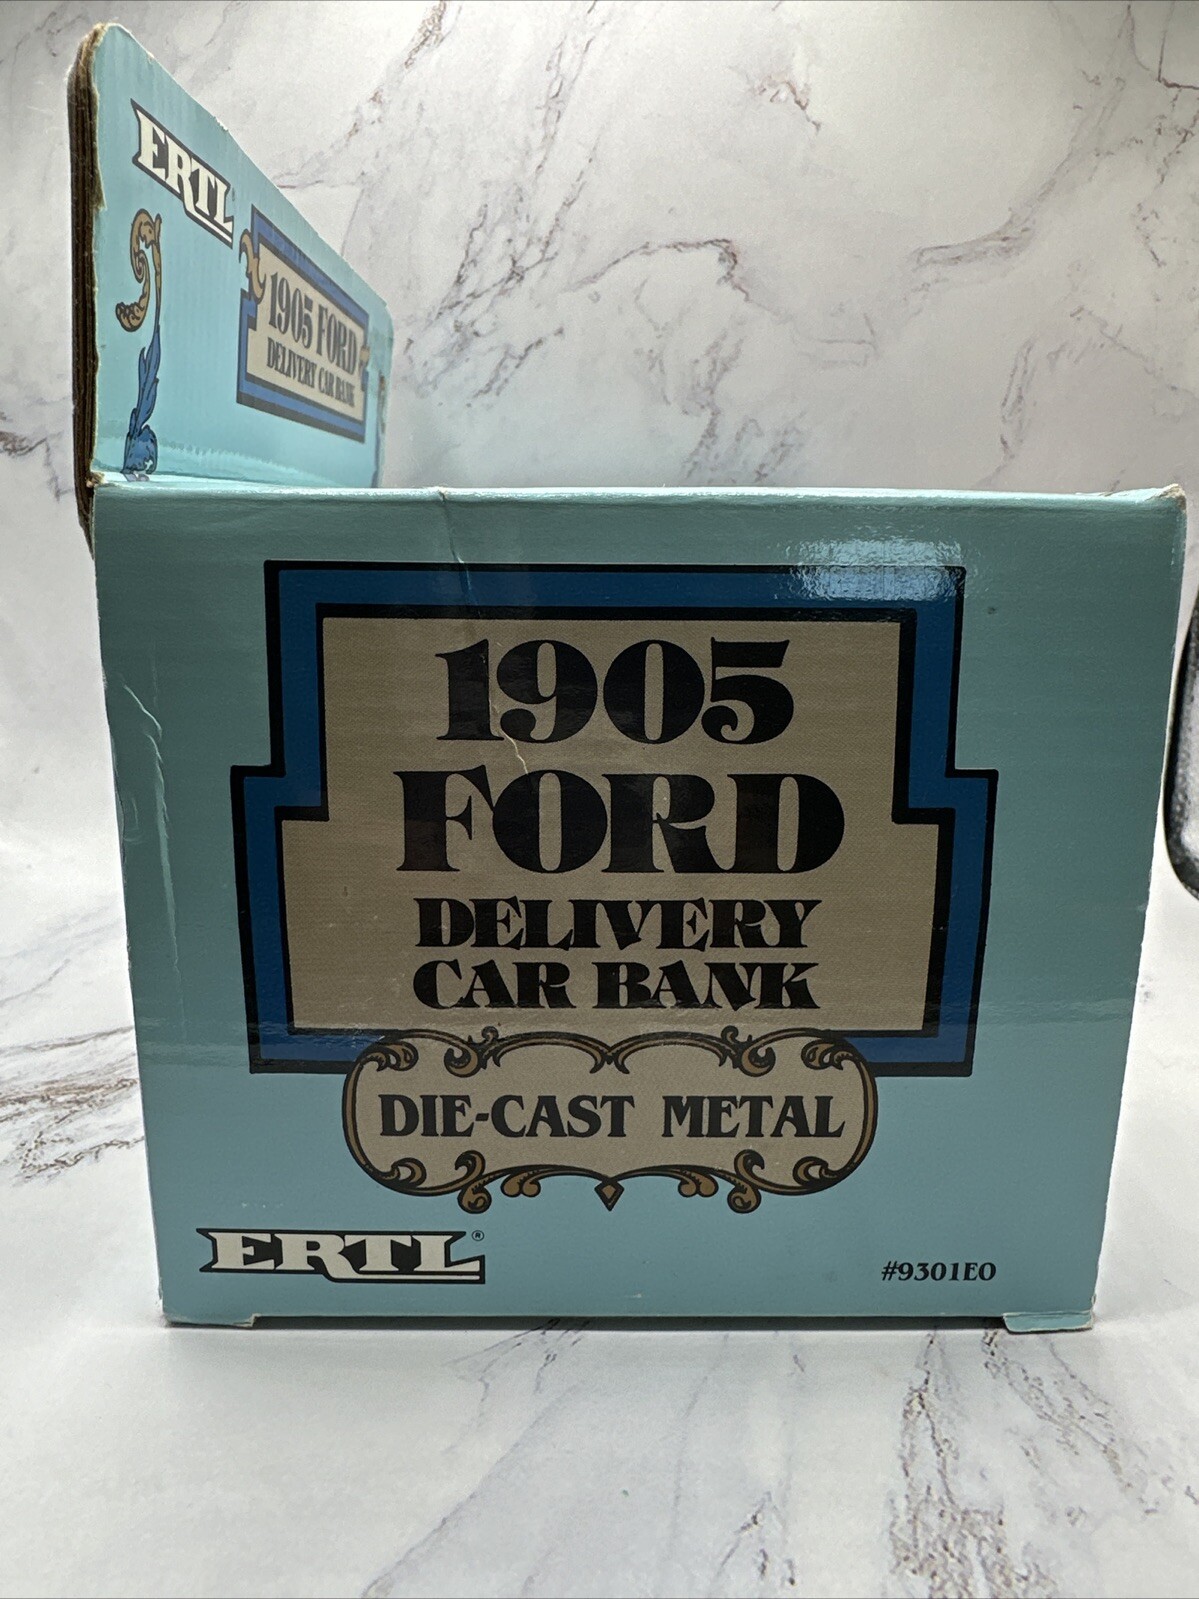 ERTL
1905 FORD
DELIVERY CAR BANK
1905
FORD
DELIVERY
CAR BANK
DIE-CAST METAL
ERTL®
#9301EO